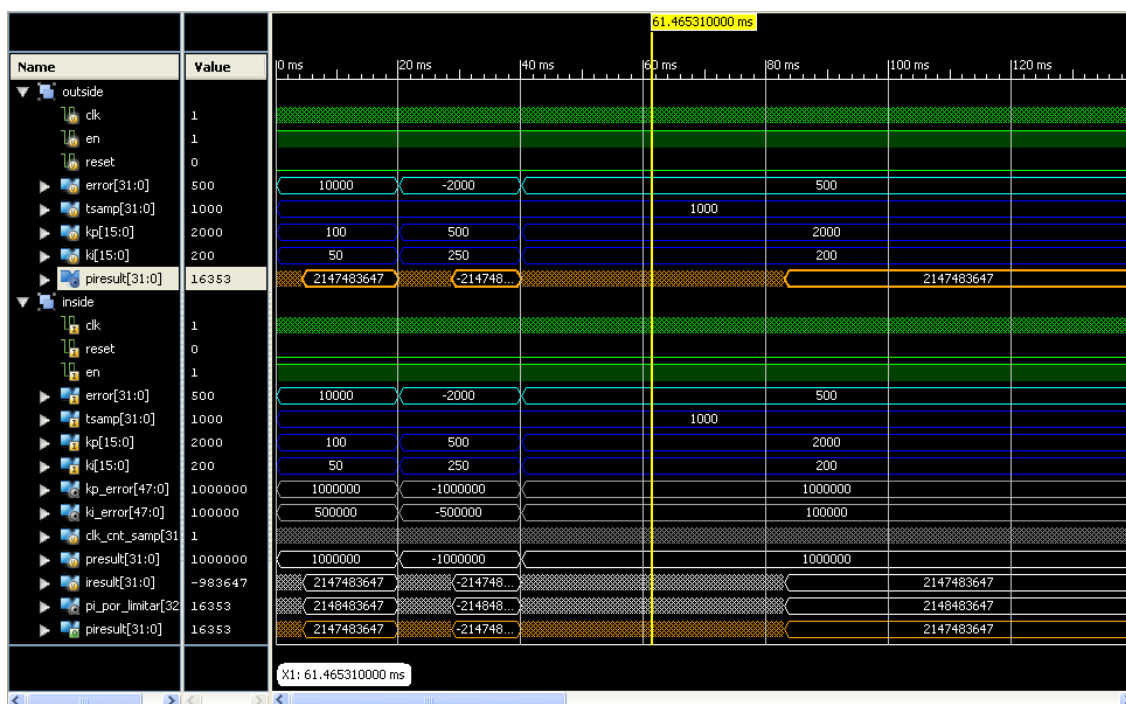 61.465310000 ms
Name Value 0 ms 20 ms 40 ms 60 ms 80 ms 100 ms 120 ms
outside
clk 1
en 1
reset 0
error[31:0] 500 10000 -2000 500
tsamp[31:0] 1000 1000
kp[15:0] 2000 100 500 2000
ki[15:0] 200 50 250 200
piresult[31:0] 16353 2147483647 -214748... 2147483647
inside
clk 1
reset 0
en 1
error[31:0] 500 10000 -2000 500
tsamp[31:0] 1000 1000
kp[15:0] 2000 100 500 2000
ki[15:0] 200 50 250 200
kp_error[47:0] 1000000 1000000 -1000000 1000000
ki_error[47:0] 100000 500000 -500000 100000
clk_cnt_samp[31 1
presult[31:0] 1000000 1000000 -1000000 1000000
iresult[31:0] -983647 2147483647 -214748... 2147483647
pi_por_limitar[32 16353 2148483647 -214848... 2148483647
piresult[31:0] 16353 2147483647 -214748... 2147483647
X1: 61.465310000 ms